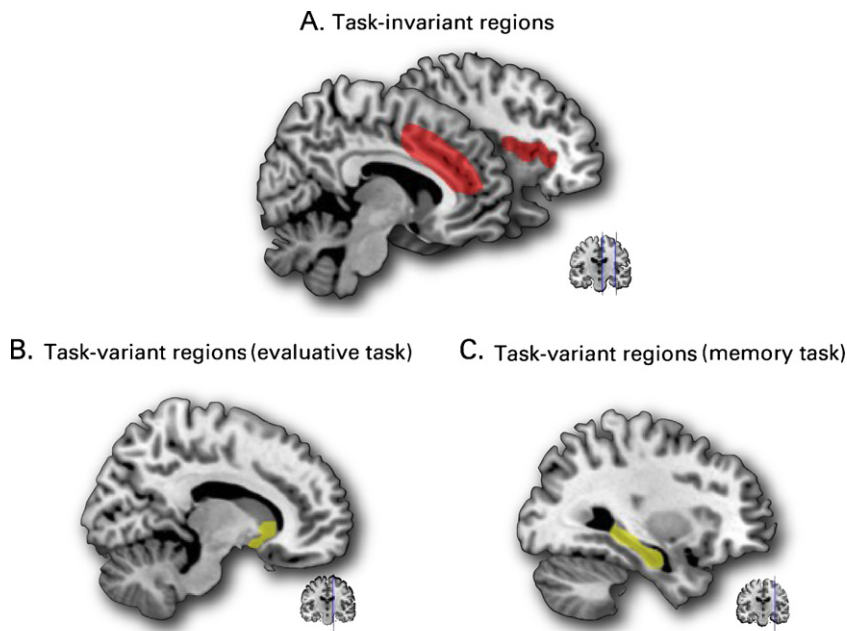 A. Task-invariant regions
B. Task-variant regions (evaluative task)
C. Task-variant regions (memory task)